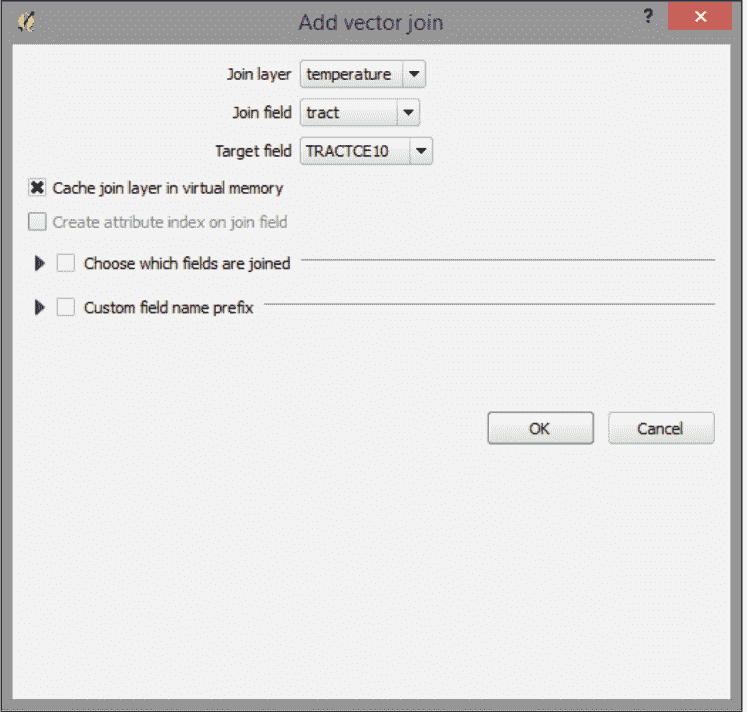 Add vector join
?
Join layer temperature
Join field tract
Target field TRACTCE10
Cache join layer in virtual memory
Create attribute index on join field
Choose which fields are joined
Custom field name prefix
OK Cancel